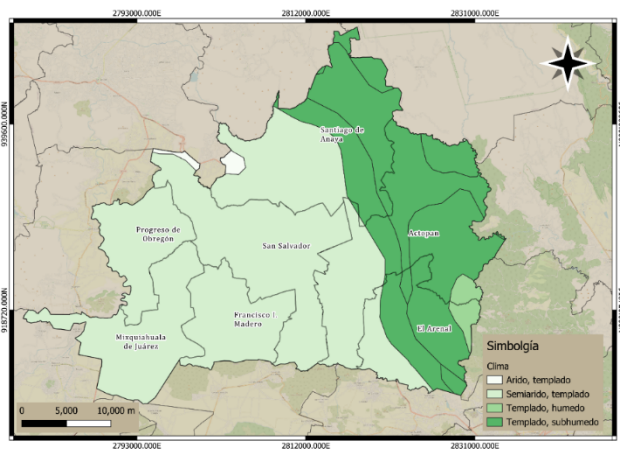 2793000.000E 2812000.000E 2831000.000E
939600.000N
918720.000N
Santiago de
Anaya
Progreso de
Obregón
San Salvador
Actopan
Francisco I
Madero
El Arenal
Mixquiahuala
de Juárez
Simbolgía
Clima
Arido, templado
Semiarido, templado
Templado, humedo
Templado, subhumedo
0 5,000 10,000 m
2793000.000E 2812000.000E 2831000.000E